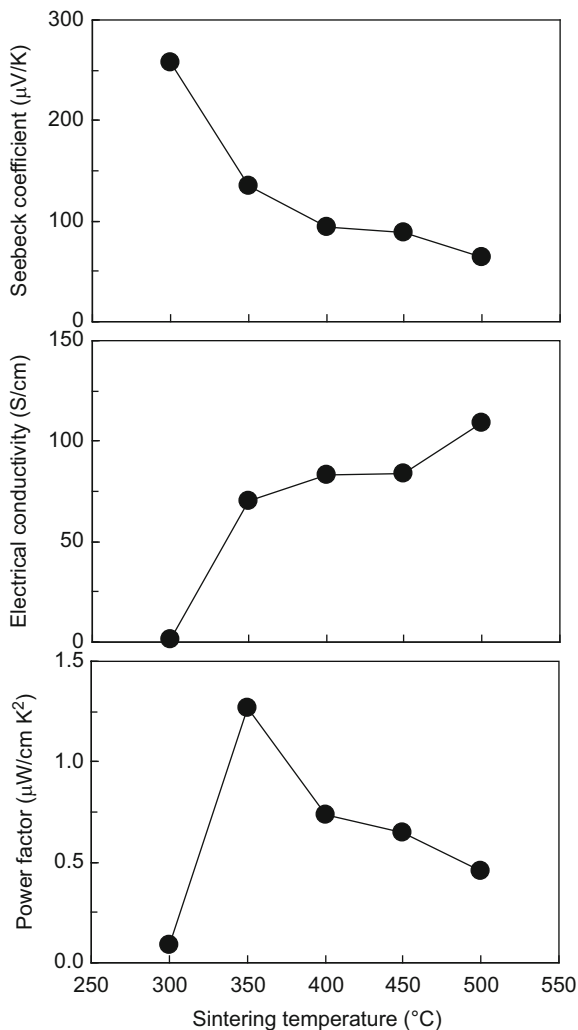 300
200
100
0
Seebeck coefficient (μV/K)
150
100
50
0
Electrical conductivity (S/cm)
1.5
1.0
0.5
0.0
Power factor (μW/cm K²)
250 300 350 400 450 500 550
Sintering temperature (°C)